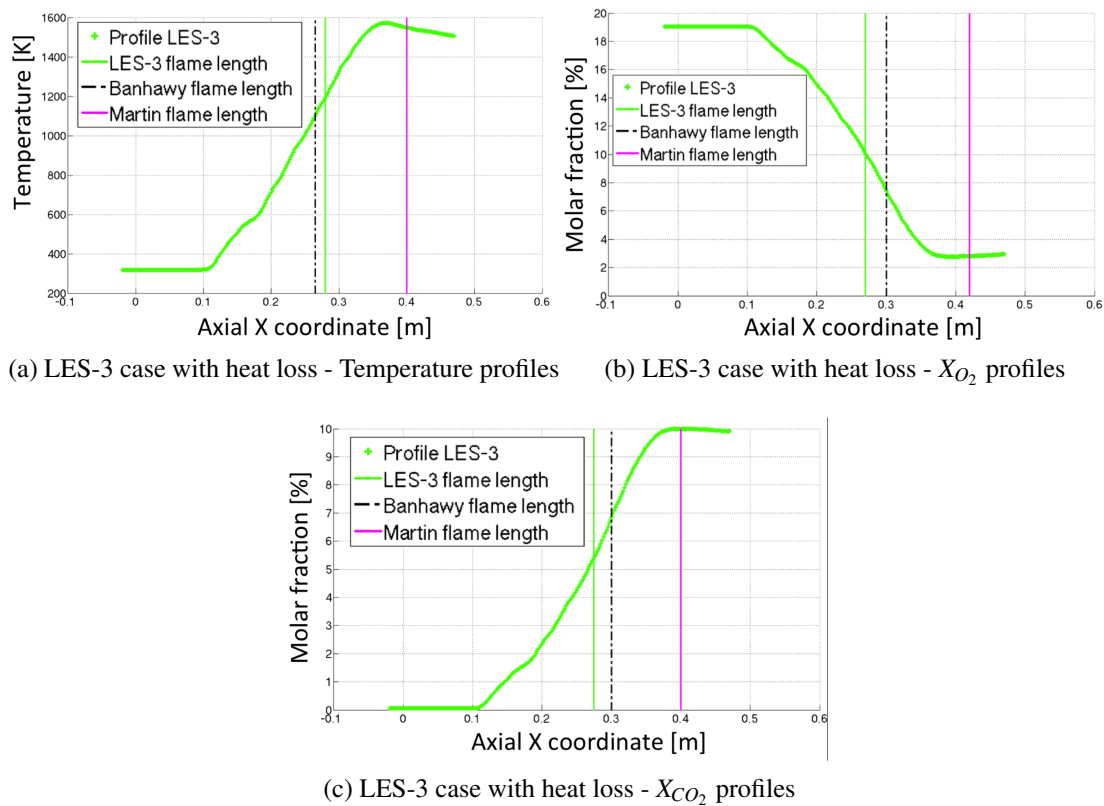 Profile LES-3
LES-3 flame length
Banhawy flame length
Martin flame length
Temperature [K]
1600
1400
1200
1000
800
600
400
200
-0.1 0 0.1 0.2 0.3 0.4 0.5 0.6
Axial X coordinate [m]
(a) LES-3 case with heat loss - Temperature profiles
Profile LES-3
LES-3 flame length
Banhawy flame length
Martin flame length
Molar fraction [%]
20
18
16
14
12
10
8
6
4
2
0
-0.1 0 0.1 0.2 0.3 0.4 0.5 0.6
Axial X coordinate [m]
(b) LES-3 case with heat loss - X_{O_2} profiles
Profile LES-3
LES-3 flame length
Banhawy flame length
Martin flame length
Molar fraction [%]
10
9
8
7
6
5
4
3
2
1
0
-0.1 0 0.1 0.2 0.3 0.4 0.5 0.6
Axial X coordinate [m]
(c) LES-3 case with heat loss - X_{CO_2} profiles